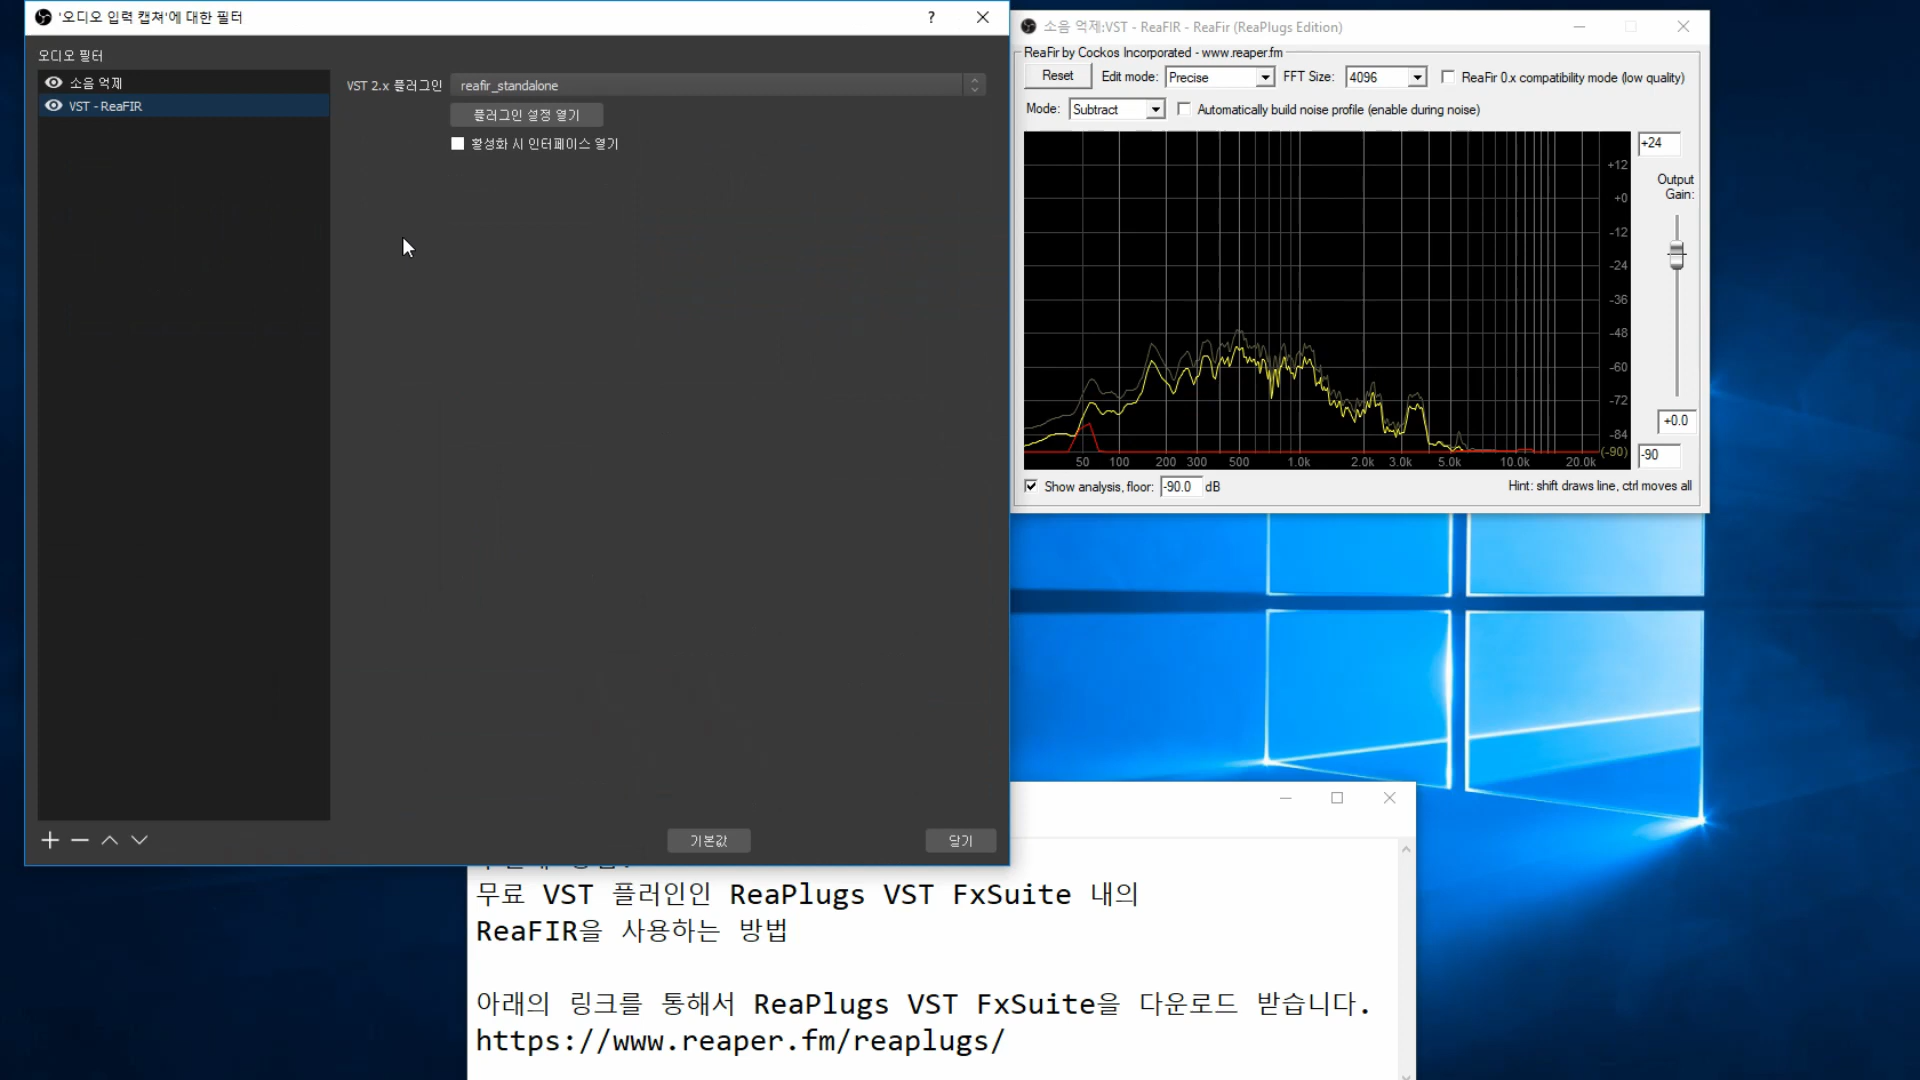 '오디오 입력 캡쳐'에 대한 필터
?
오디오 필터
소음 억제
VST - ReaFIR
VST 2.x 플러그인
reafir_standalone
플러그인 설정 열기
활성화 시 인터페이스 열기
기본값
닫기
소음 억제:VST - ReaFIR - ReaFir (ReaPlugs Edition)
ReaFir by Cockos Incorporated - www.reaper.fm
Reset
Edit mode:
Precise
FFT Size:
4096
ReaFir 0.x compatibility mode (low quality)
Mode:
Subtract
Automatically build noise profile (enable during noise)
+24
Output
Gain:
+12
+0
-12
-24
-36
-48
-60
-72
-84
(-90)
+0.0
-90
50 100 200 300 500 1.0k 2.0k 3.0k 5.0k 10.0k 20.0k
Show analysis, floor:
-90.0
dB
Hint: shift draws line, ctrl moves all
무료 VST 플러인인 ReaPlugs VST FxSuite 내의
ReaFIR을 사용하는 방법
아래의 링크를 통해서 ReaPlugs VST FxSuite을 다운로드 받습니다.
https://www.reaper.fm/reaplugs/